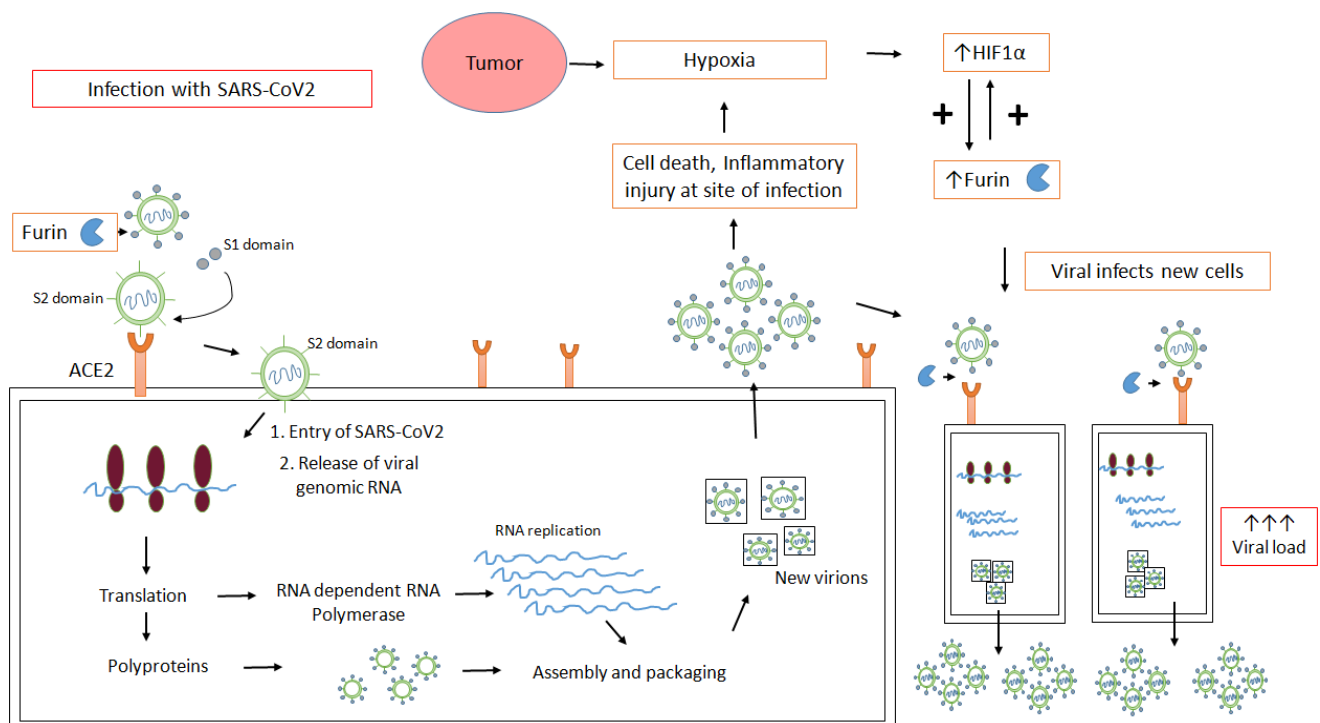 Infection with SARS-CoV2
Tumor
Hypoxia
↑HIF1α
+ +
↑Furin
Cell death, Inflammatory
injury at site of infection
Furin
S1 domain
S2 domain
ACE2
S2 domain
Viral infects new cells
1. Entry of SARS-CoV2
2. Release of viral
genomic RNA
RNA replication
New virions
Translation
RNA dependent RNA
Polymerase
Polyproteins
Assembly and packaging
↑↑↑
Viral load